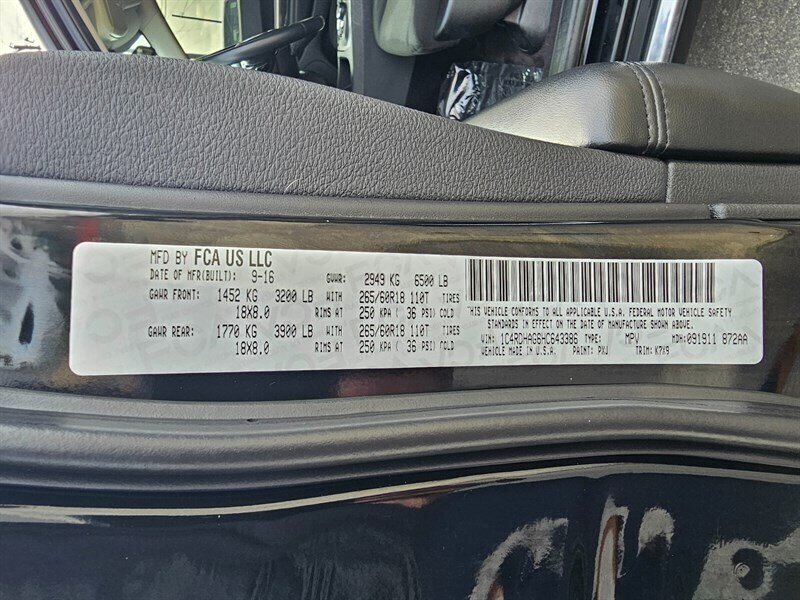 MFD BY FCA US LLC
DATE OF MFR(BUILT): 9-16 GVWR: 2949 KG 6500 LB
GAWR FRONT: 1452 KG 3200 LB WITH 265/60R18 110T TIRES
18X8.0 RIMS AT 250 KPA ( 36 PSI) COLD
GAWR REAR: 1770 KG 3900 LB WITH 265/60R18 110T TIRES
18X8.0 RIMS AT 250 KPA ( 36 PSI) COLD
THIS VEHICLE CONFORMS TO ALL APPLICABLE U.S.A. FEDERAL MOTOR VEHICLE SAFETY
STANDARDS IN EFFECT ON THE DATE OF MANUFACTURE SHOWN ABOVE.
VIN: 1C4RDHAG6HC643386 TYPE: MPV MDH: 091911 872AA
VEHICLE MADE IN U.S.A. PAINT: PXJ TRIM: K7X9